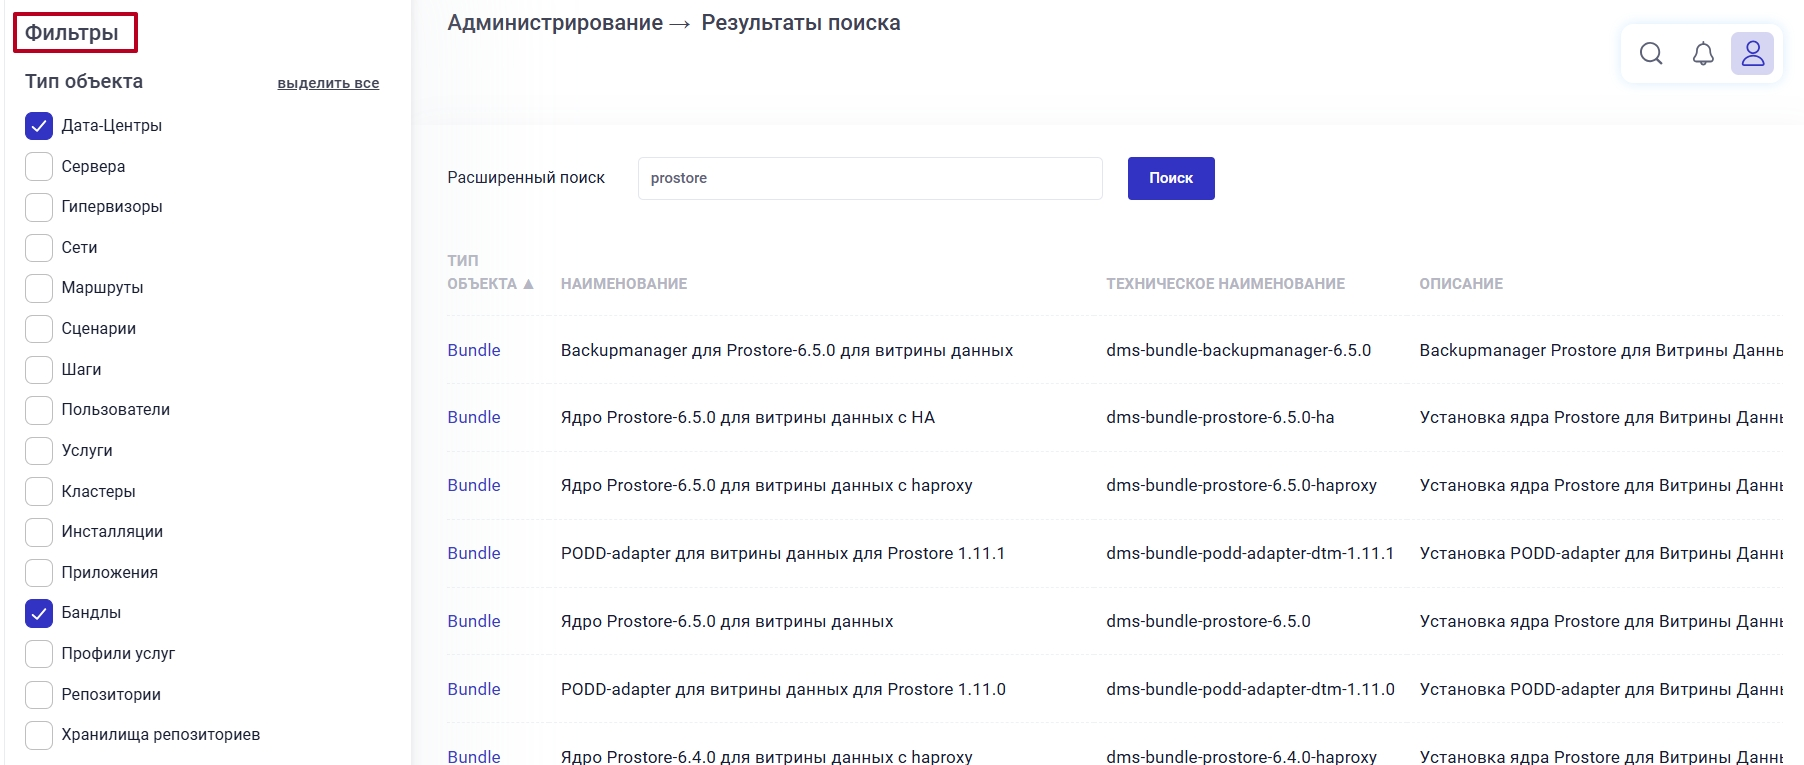 Фильтры
Тип объекта выделить все
Дата-Центры
Сервера
Гипервизоры
Сети
Маршруты
Сценарии
Шаги
Пользователи
Услуги
Кластеры
Инсталляции
Приложения
Бандлы
Профили услуг
Репозитории
Хранилища репозиториев
Администрирование → Результаты поиска
Расширенный поиск prostore Поиск
ТИП
ОБЪЕКТА ▲ НАИМЕНОВАНИЕ ТЕХНИЧЕСКОЕ НАИМЕНОВАНИЕ ОПИСАНИЕ
Bundle Backupmanager для Prostore-6.5.0 для витрины данных dms-bundle-backupmanager-6.5.0 Backupmanager Prostore для Витрины Данн
Bundle Ядро Prostore-6.5.0 для витрины данных с HA dms-bundle-prostore-6.5.0-ha Установка ядра Prostore для Витрины Данн
Bundle Ядро Prostore-6.5.0 для витрины данных с haproxy dms-bundle-prostore-6.5.0-haproxy Установка ядра Prostore для Витрины Данн
Bundle PODD-adapter для витрины данных для Prostore 1.11.1 dms-bundle-podd-adapter-dtm-1.11.1 Установка PODD-adapter для Витрины Данн
Bundle Ядро Prostore-6.5.0 для витрины данных dms-bundle-prostore-6.5.0 Установка ядра Prostore для Витрины Данн
Bundle PODD-adapter для витрины данных для Prostore 1.11.0 dms-bundle-podd-adapter-dtm-1.11.0 Установка PODD-adapter для Витрины Данн
Bundle Ядро Prostore-6.4.0 для витрины данных с haproxy dms-bundle-prostore-6.4.0-haproxy Установка ядра Prostore для Витрины Данн